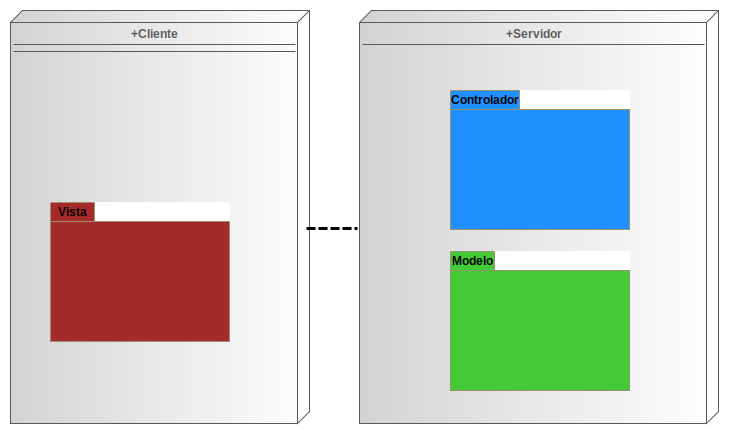 +Cliente
+Servidor
Controlador
Vista
Modelo